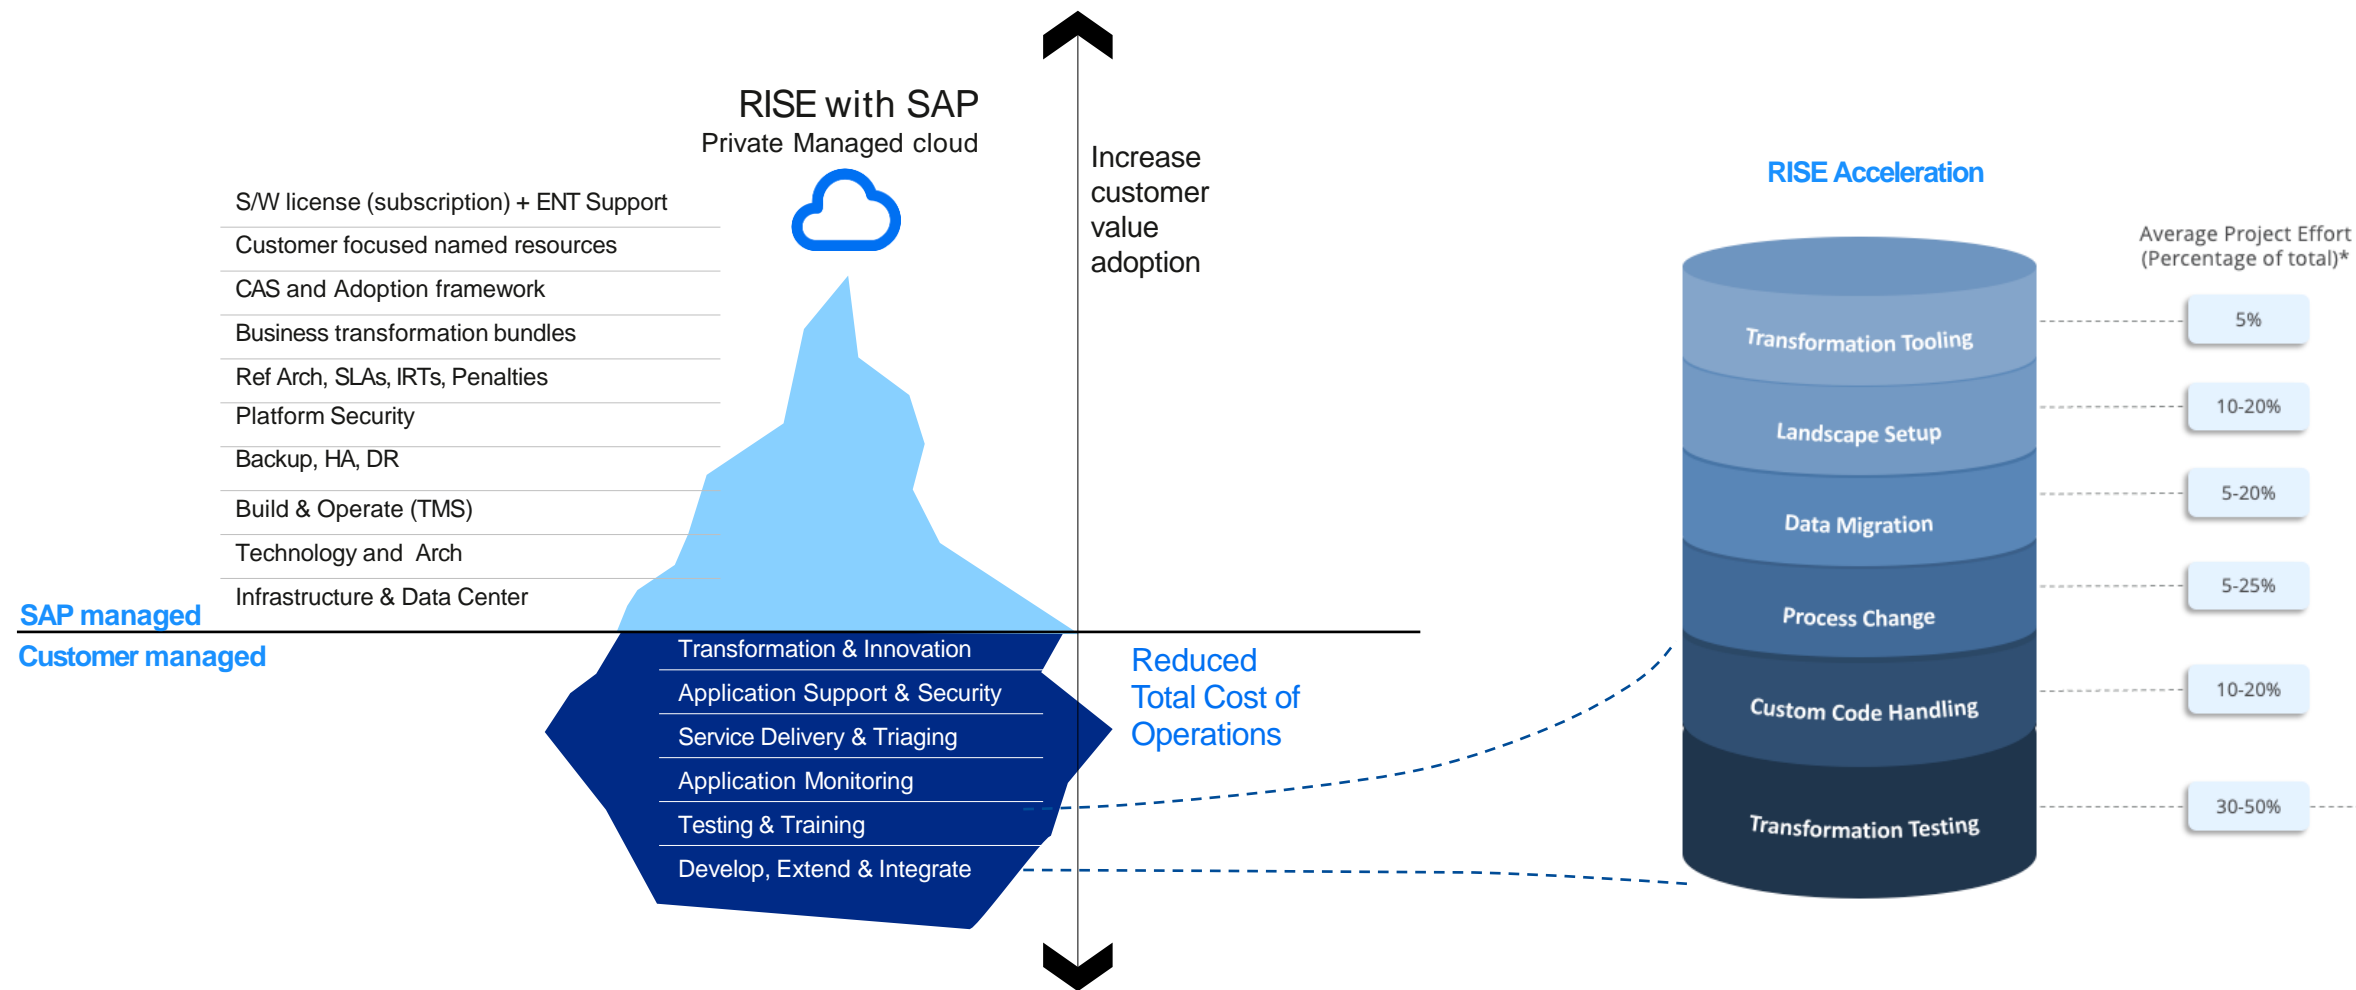 RISE with SAP
Private Managed cloud
S/W license (subscription) + ENT Support
Customer focused named resources
CAS and Adoption framework
Business transformation bundles
Ref Arch, SLAs, IRTs, Penalties
Platform Security
Backup, HA, DR
Build & Operate (TMS)
Technology and Arch
Infrastructure & Data Center
SAP managed
Customer managed
Transformation & Innovation
Application Support & Security
Service Delivery & Triaging
Application Monitoring
Testing & Training
Develop, Extend & Integrate
Increase
customer
value
adoption
Reduced
Total Cost of
Operations
RISE Acceleration
Average Project Effort
(Percentage of total)*
Transformation Tooling
5%
Landscape Setup
10-20%
Data Migration
5-20%
Process Change
5-25%
Custom Code Handling
10-20%
Transformation Testing
30-50%